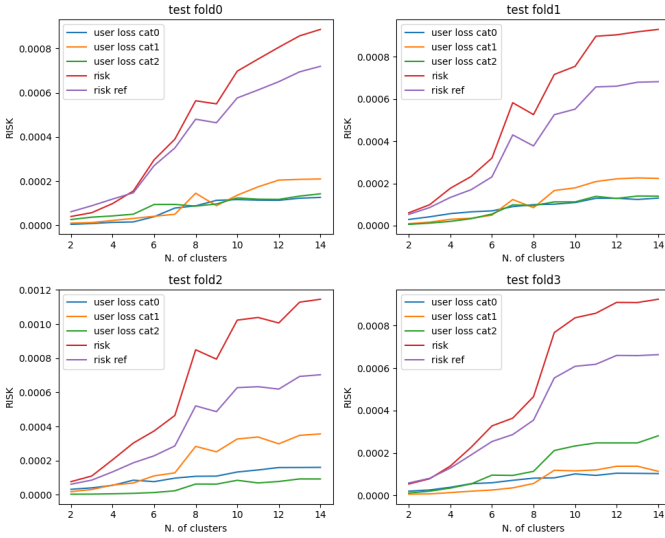 test fold0
user loss cat0
user loss cat1
user loss cat2
risk
risk ref
0.0008
0.0006
0.0004
0.0002
0.0000
RISK
2 4 6 8 10 12 14
N. of clusters
test fold1
user loss cat0
user loss cat1
user loss cat2
risk
risk ref
0.0008
0.0006
0.0004
0.0002
0.0000
RISK
2 4 6 8 10 12 14
N. of clusters
test fold2
user loss cat0
user loss cat1
user loss cat2
risk
risk ref
0.0012
0.0010
0.0008
0.0006
0.0004
0.0002
0.0000
RISK
2 4 6 8 10 12 14
N. of clusters
test fold3
user loss cat0
user loss cat1
user loss cat2
risk
risk ref
0.0008
0.0006
0.0004
0.0002
0.0000
RISK
2 4 6 8 10 12 14
N. of clusters